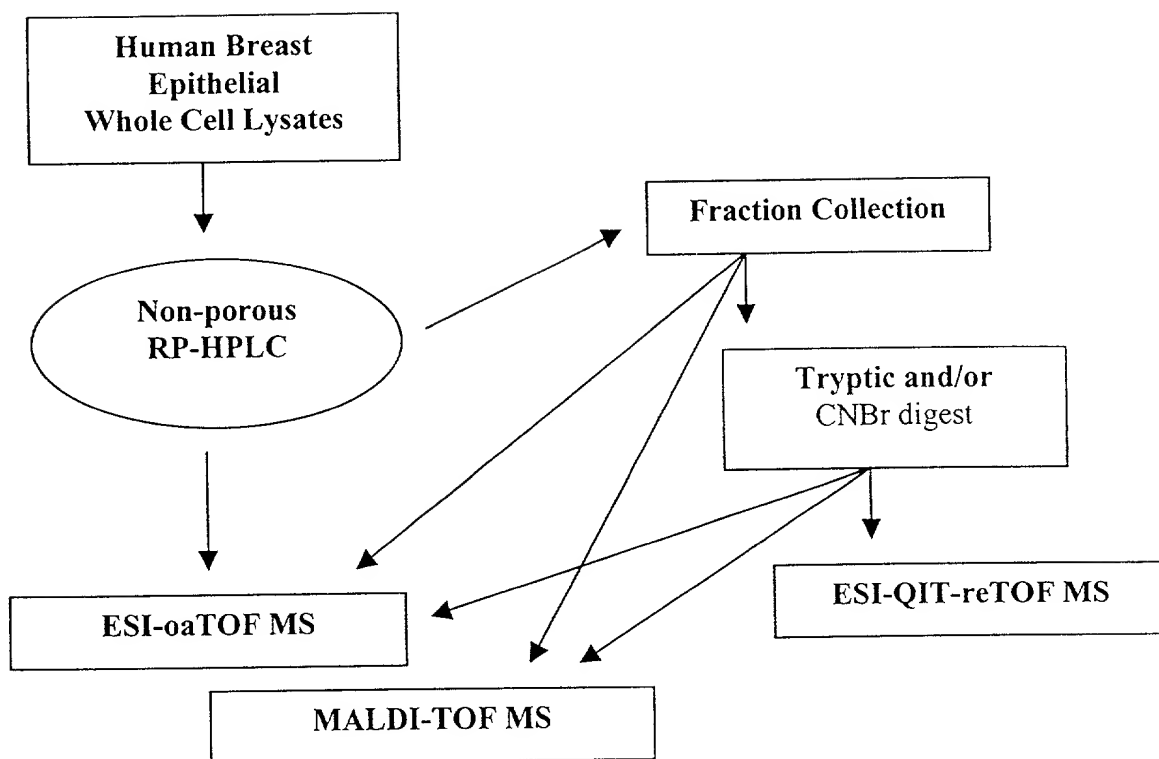 Human Breast
Epithelial
Whole Cell Lysates
Fraction Collection
Non-porous
RP-HPLC
Tryptic and/or
CNBr digest
ESI-QIT-reTOF MS
ESI-oaTOF MS
MALDI-TOF MS